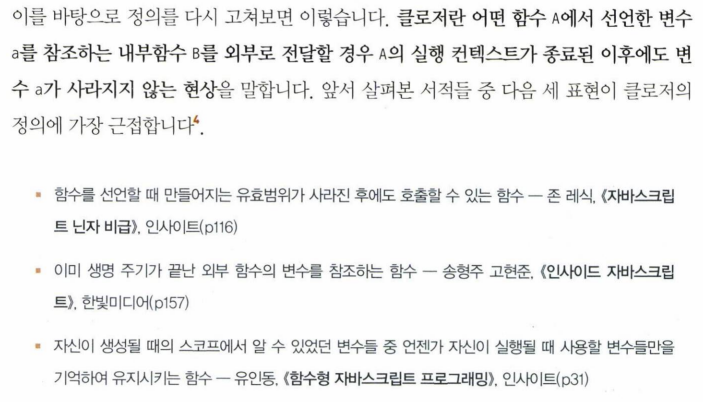 이를 바탕으로 정의를 다시 고쳐보면 이렇습니다. 클로저란 어떤 함수 A에서 선언한 변수
a를 참조하는 내부함수 B를 외부로 전달할 경우 A의 실행 컨텍스트가 종료된 이후에도 변
수 a가 사라지지 않는 현상을 말합니다. 앞서 살펴본 서적들 중 다음 세 표현이 클로저의
정의에 가장 근접합니다4.
▪ 함수를 선언할 때 만들어지는 유효범위가 사라진 후에도 호출할 수 있는 함수 — 존 레식, 《자바스크립
트 닌자 비급》, 인사이트(p116)
▪ 이미 생명 주기가 끝난 외부 함수의 변수를 참조하는 함수 — 송형주 고현준, 《인사이드 자바스크립
트》, 한빛미디어(p157)
▪ 자신이 생성될 때의 스코프에서 알 수 있었던 변수들 중 언젠가 자신이 실행될 때 사용할 변수들만을
기억하여 유지시키는 함수 — 유인동, 《함수형 자바스크립트 프로그래밍》, 인사이트(p31)